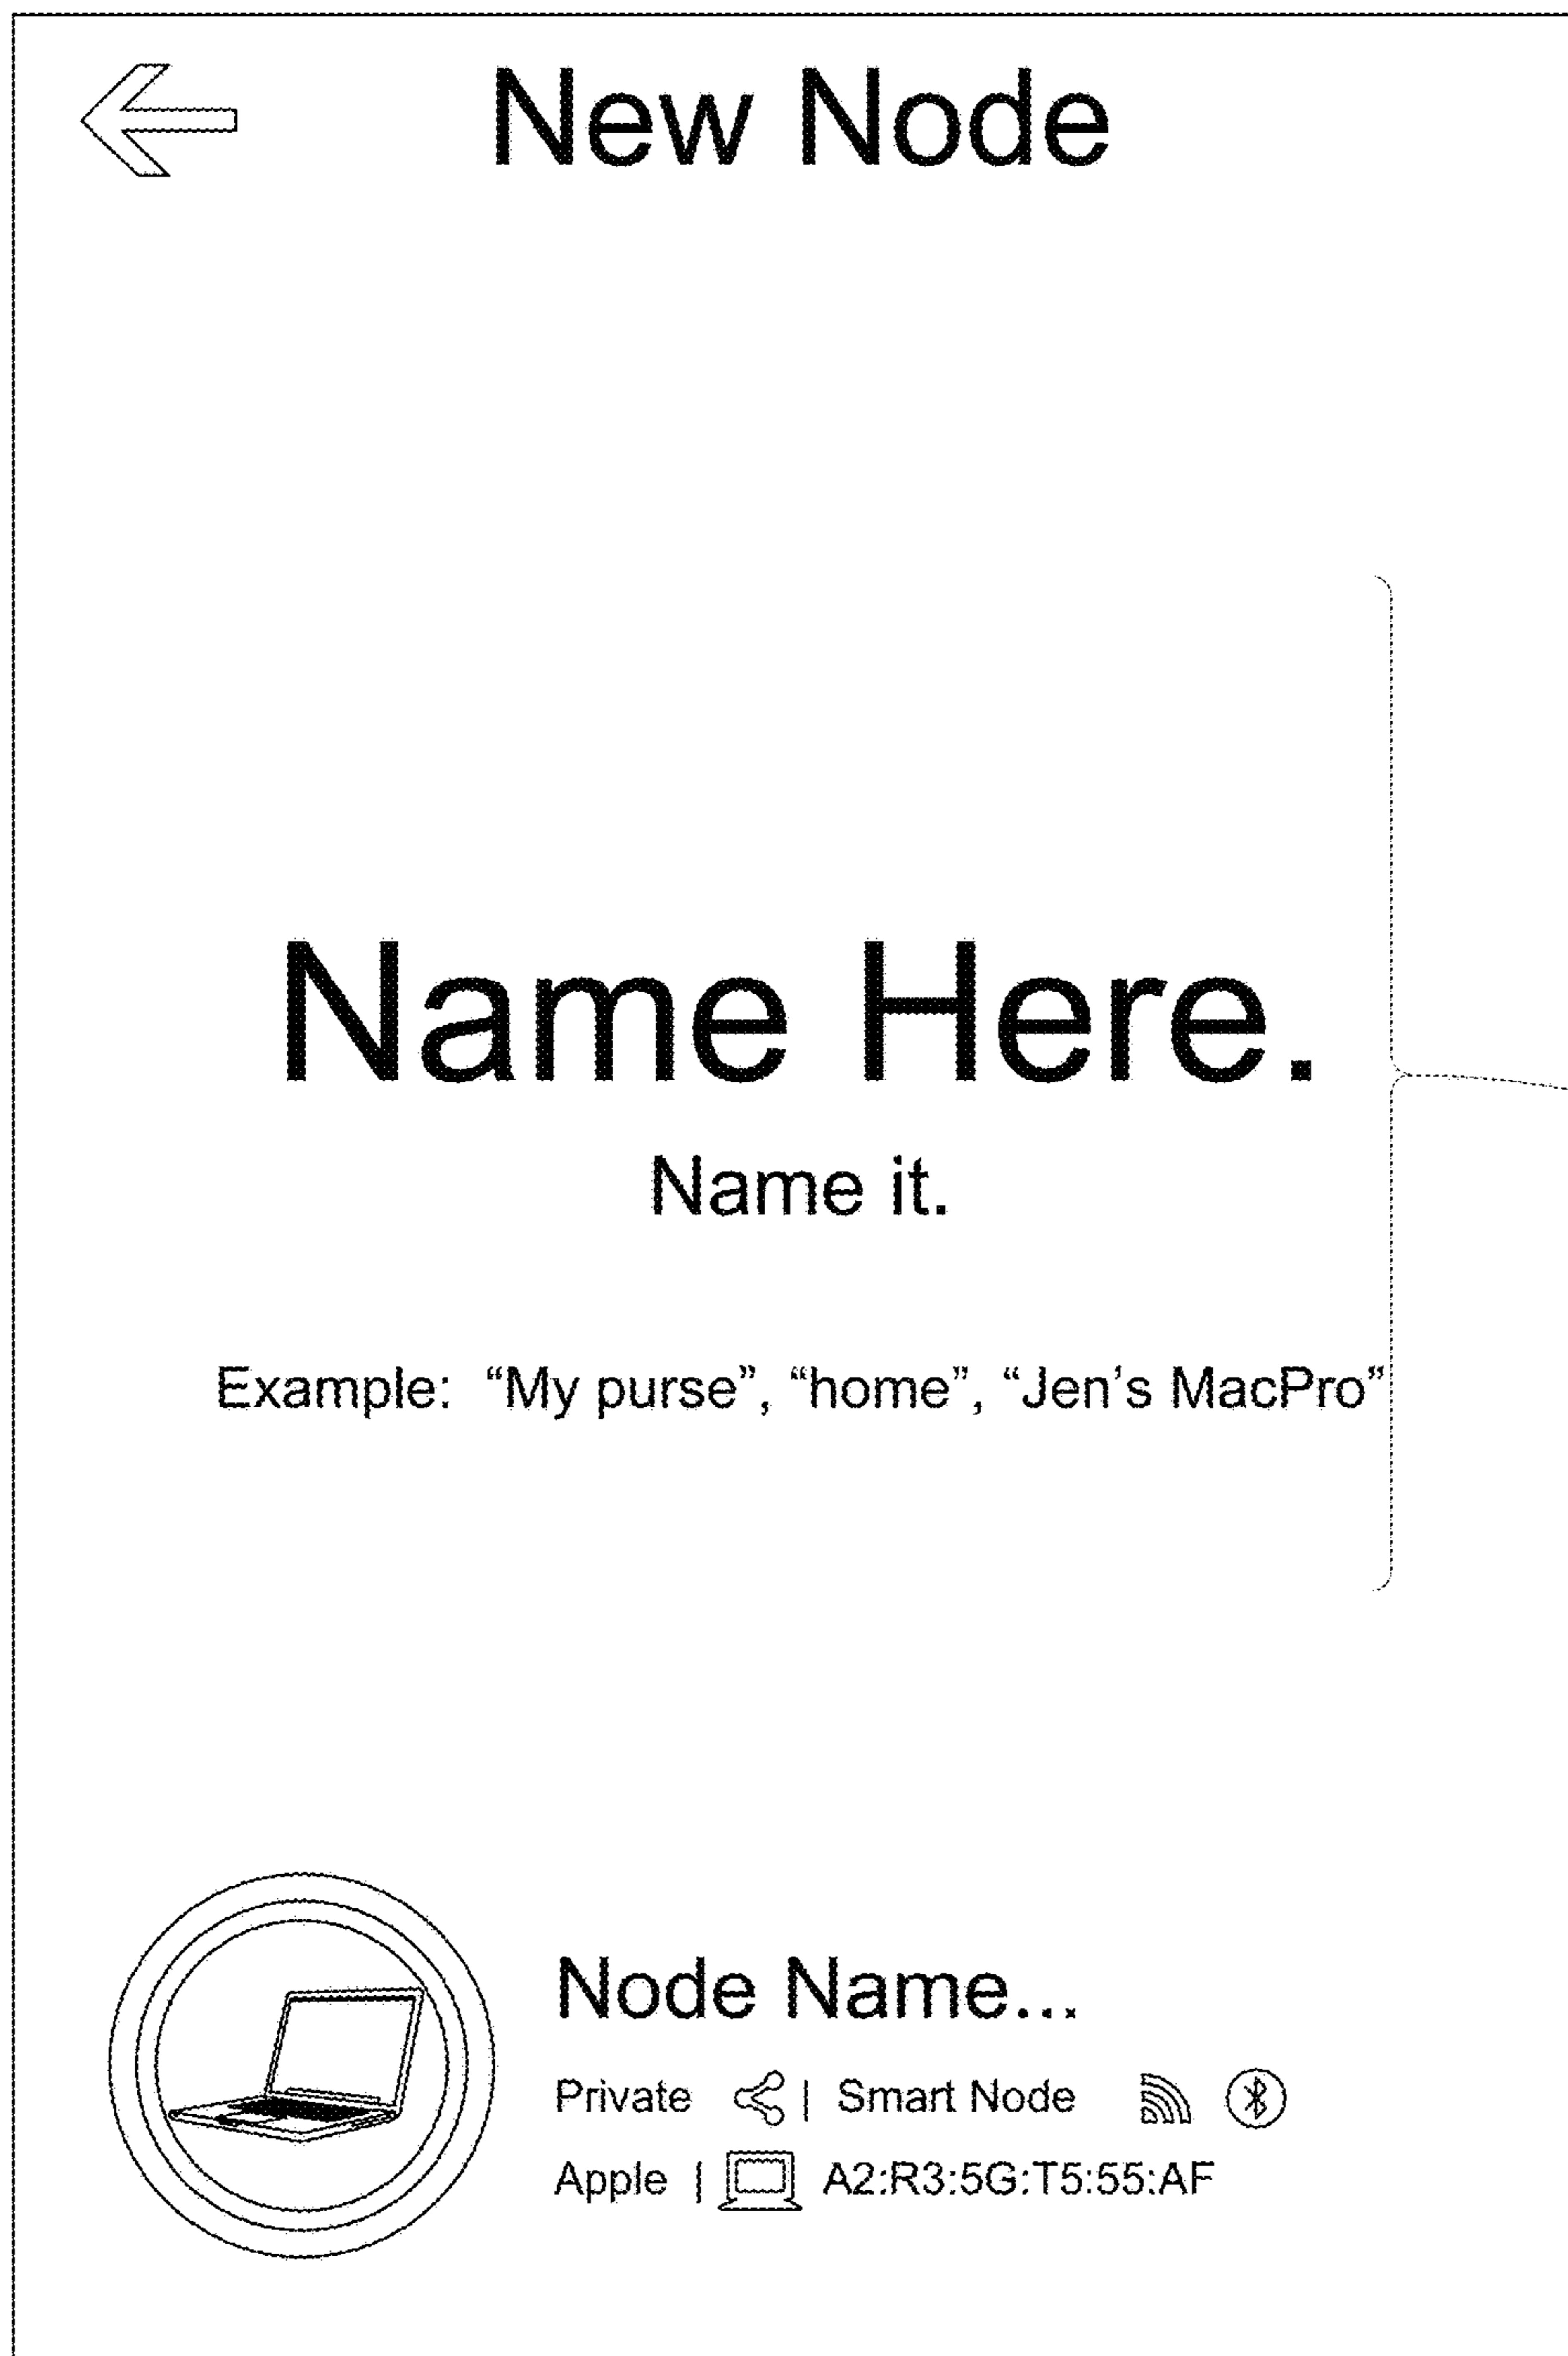 New Node
Name Here.
Name it.
Example: “My purse”, “home”, “Jen’s MacPro”
Node Name...
Private | Smart Node
Apple | A2:R3:5G:T5:55:AF